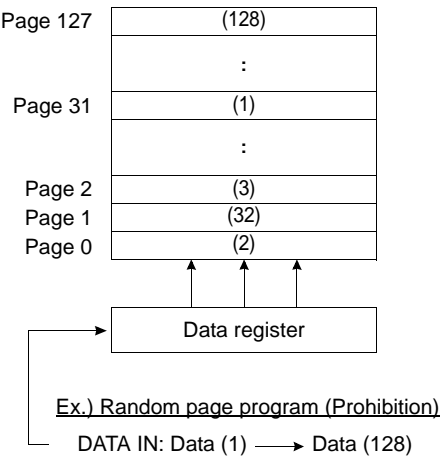 Page 127 (128)
:
Page 31 (1)
:
Page 2 (3)
Page 1 (32)
Page 0 (2)
Data register
Ex.) Random page program (Prohibition)
DATA IN: Data (1) Data (128)